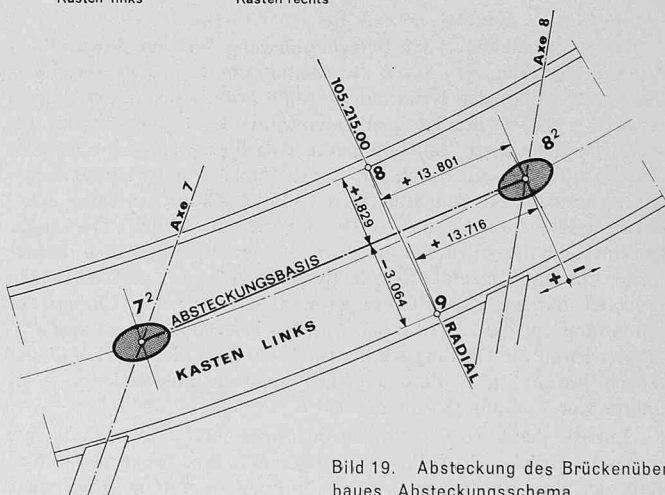 Kasten links
Kasten rechts
Axe 8
105.215.00
8²
8
+ 13.801
Axe 7
+1.829
+ 13.716
ABSTECKUNGSBASIS
7²
- 3.064
+ -
9
KASTEN LINKS
RADIAL
Bild 19. Absteckung des Brückenüber
baues. Absteckungsschema